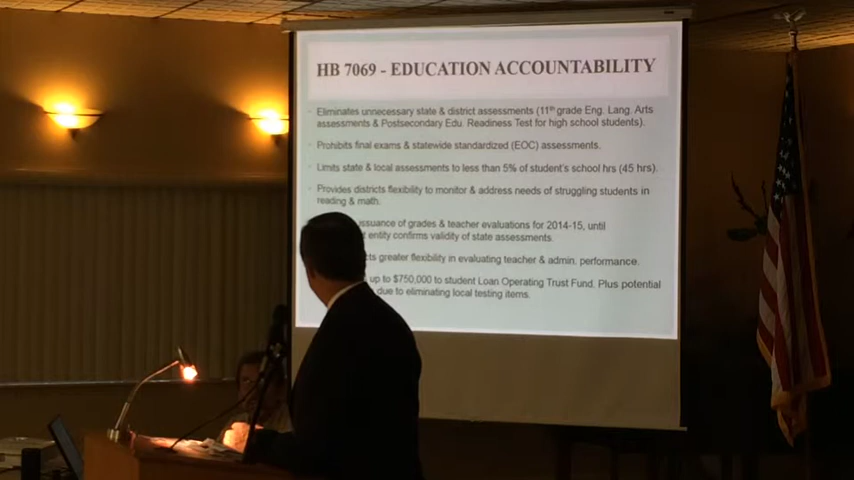 HB 7069 - EDUCATION ACCOUNTABILITY
Eliminates unnecessary state & district assessments (11th grade Eng. Lang. Arts
assessments & Postsecondary Edu. Readiness Test for high school students).
Prohibits final exams & statewide standardized (EOC) assessments.
Limits state & local assessments to less than 5% of student's school hrs (45 hrs).
Provides districts flexibility to monitor & address needs of struggling students in
reading & math.
issuance of grades & teacher evaluations for 2014-15, until
entity confirms validity of state assessments.
greater flexibility in evaluating teacher & admin. performance.
up to $750,000 to student Loan Operating Trust Fund. Plus potential
due to eliminating local testing items.